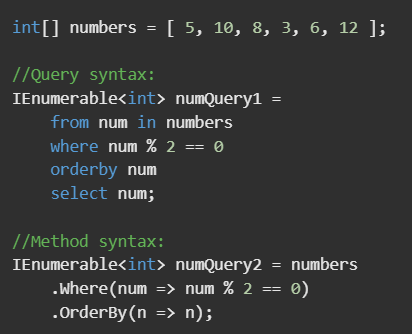 int[] numbers = [ 5, 10, 8, 3, 6, 12 ];

//Query syntax:
IEnumerable<int> numQuery1 =
    from num in numbers
    where num % 2 == 0
    orderby num
    select num;

//Method syntax:
IEnumerable<int> numQuery2 = numbers
    .Where(num => num % 2 == 0)
    .OrderBy(n => n);